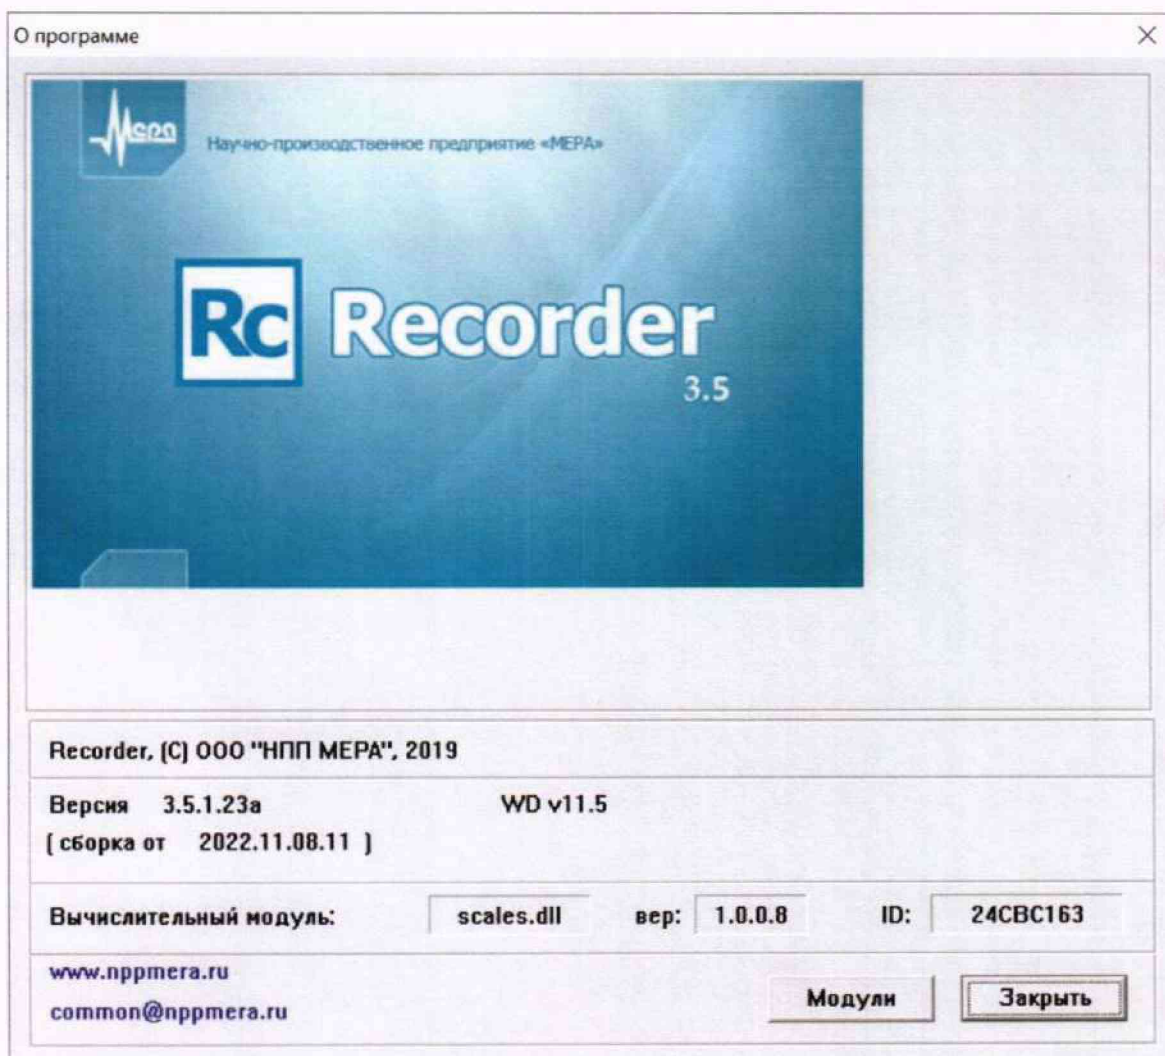 О программе
Мера
Научно-производственное предприятие «МЕРА»
Rc Recorder
3.5
Recorder, (C) ООО "НПП МЕРА", 2019
Версия 3.5.1.23a WD v11.5
[ сборка от 2022.11.08.11 ]
Вычислительный модуль: scales.dll вер: 1.0.0.8 ID: 24CBC163
www.nppmera.ru
common@nppmera.ru
Модули Закрыть